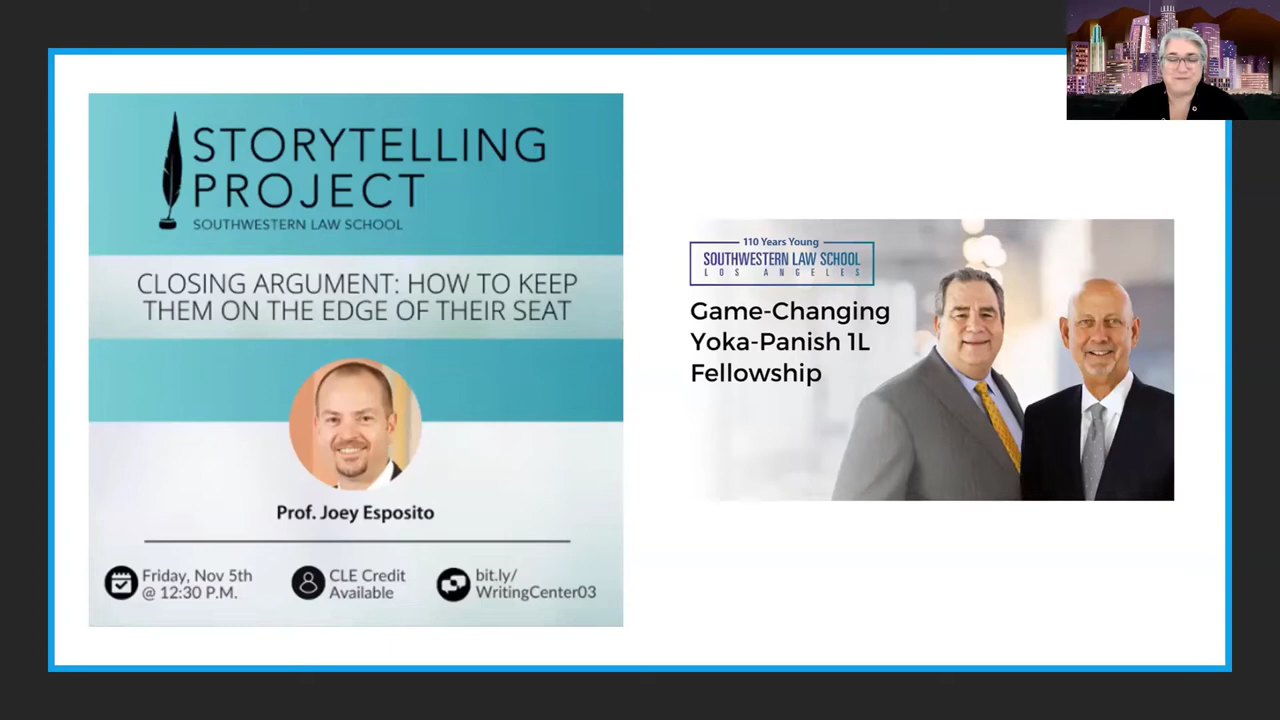 STORYTELLING
PROJECT
SOUTHWESTERN LAW SCHOOL
CLOSING ARGUMENT: HOW TO KEEP
THEM ON THE EDGE OF THEIR SEAT
Prof. Joey Esposito
Friday, Nov 5th
@ 12:30 P.M.
CLE Credit
Available
bit.ly/
WritingCenter03
110 Years Young
SOUTHWESTERN LAW SCHOOL
LOS ANGELES
Game-Changing
Yoka-Panish 1L
Fellowship